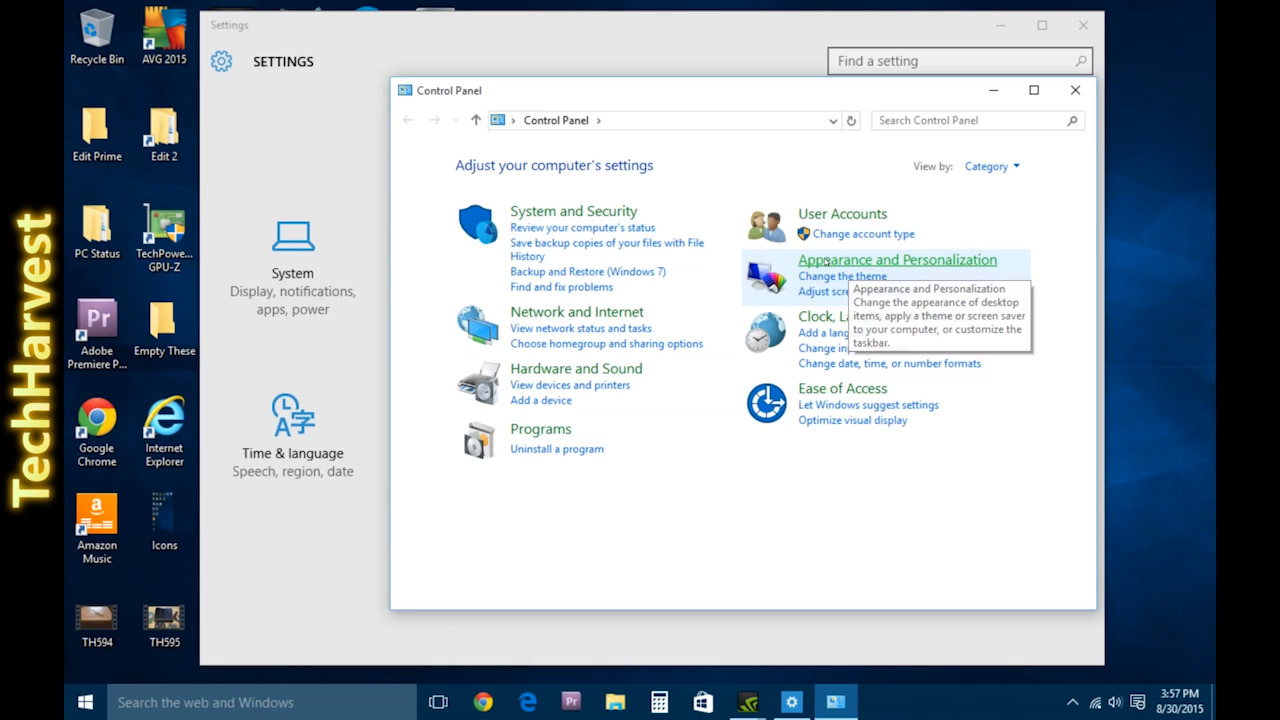 TechHarvest
Recycle Bin
AVG 2015
Edit Prime
Edit 2
PC Status
TechPowe...
GPU-Z
Pr
Adobe
Premiere P...
Empty These
Google
Chrome
Internet
Explorer
Amazon
Music
Icons
TH594
TH595
Settings
SETTINGS
Find a setting
System
Display, notifications,
apps, power
Time & language
Speech, region, date
Control Panel
Control Panel
Search Control Panel
Adjust your computer's settings
View by: Category
System and Security
Review your computer's status
Save backup copies of your files with File
History
Backup and Restore (Windows 7)
Find and fix problems
Network and Internet
View network status and tasks
Choose homegroup and sharing options
Hardware and Sound
View devices and printers
Add a device
Programs
Uninstall a program
User Accounts
Change account type
Appearance and Personalization
Change the theme
Adjust scre
Appearance and Personalization
Change the appearance of desktop
items, apply a theme or screen saver
to your computer, or customize the
taskbar.
Clock, La
Add a lang
Change in
Change date, time, or number formats
Ease of Access
Let Windows suggest settings
Optimize visual display
Search the web and Windows
Pr
3:57 PM
8/30/2015